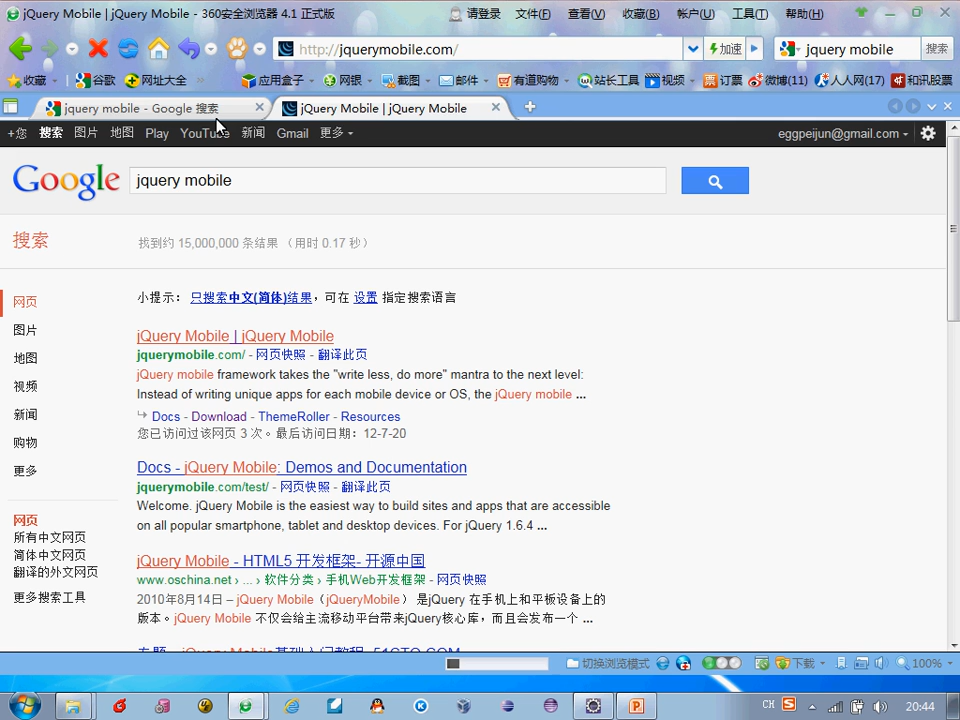 jQuery Mobile | jQuery Mobile - 360安全浏览器 4.1 正式版
请登录 文件(F) 查看(V) 收藏(B) 帐户(U) 工具(T) 帮助(H)
http://jquerymobile.com/ 加速 jquery mobile 搜索
收藏 谷歌 网址大全 应用盒子 网银 截图 邮件 有道购物 站长工具 视频 订票 微博(11) 人人网(17) 和讯股票
jquery mobile - Google 搜索 jQuery Mobile | jQuery Mobile
+您 搜索 图片 地图 Play YouTube 新闻 Gmail 更多 eggpeijun@gmail.com
Google jquery mobile
搜索 找到约 15,000,000 条结果 （用时 0.17 秒）
网页
图片
地图
视频
新闻
购物
更多
网页
所有中文网页
简体中文网页
翻译的外文网页
更多搜索工具
小提示： 只搜索中文(简体)结果，可在 设置 指定搜索语言
jQuery Mobile | jQuery Mobile
jquerymobile.com/ - 网页快照 - 翻译此页
jQuery mobile framework takes the "write less, do more" mantra to the next level:
Instead of writing unique apps for each mobile device or OS, the jQuery mobile ...
Docs - Download - ThemeRoller - Resources
您已访问过该网页 3 次。最后访问日期：12-7-20
Docs - jQuery Mobile: Demos and Documentation
jquerymobile.com/test/ - 网页快照 - 翻译此页
Welcome. jQuery Mobile is the easiest way to build sites and apps that are accessible
on all popular smartphone, tablet and desktop devices. For jQuery 1.6.4 ...
jQuery Mobile - HTML5 开发框架- 开源中国
www.oschina.net › ... › 软件分类 › 手机Web开发框架 - 网页快照
2010年8月14日 – jQuery Mobile（jQueryMobile） 是jQuery 在手机上和平板设备上的
版本。jQuery Mobile 不仅会给主流移动平台带来jQuery核心库，而且会发布一个 ...
专题 - jQuery Mobile基础入门教程- 51CTO.COM
切换浏览模式 下载 100%
CH 20:44